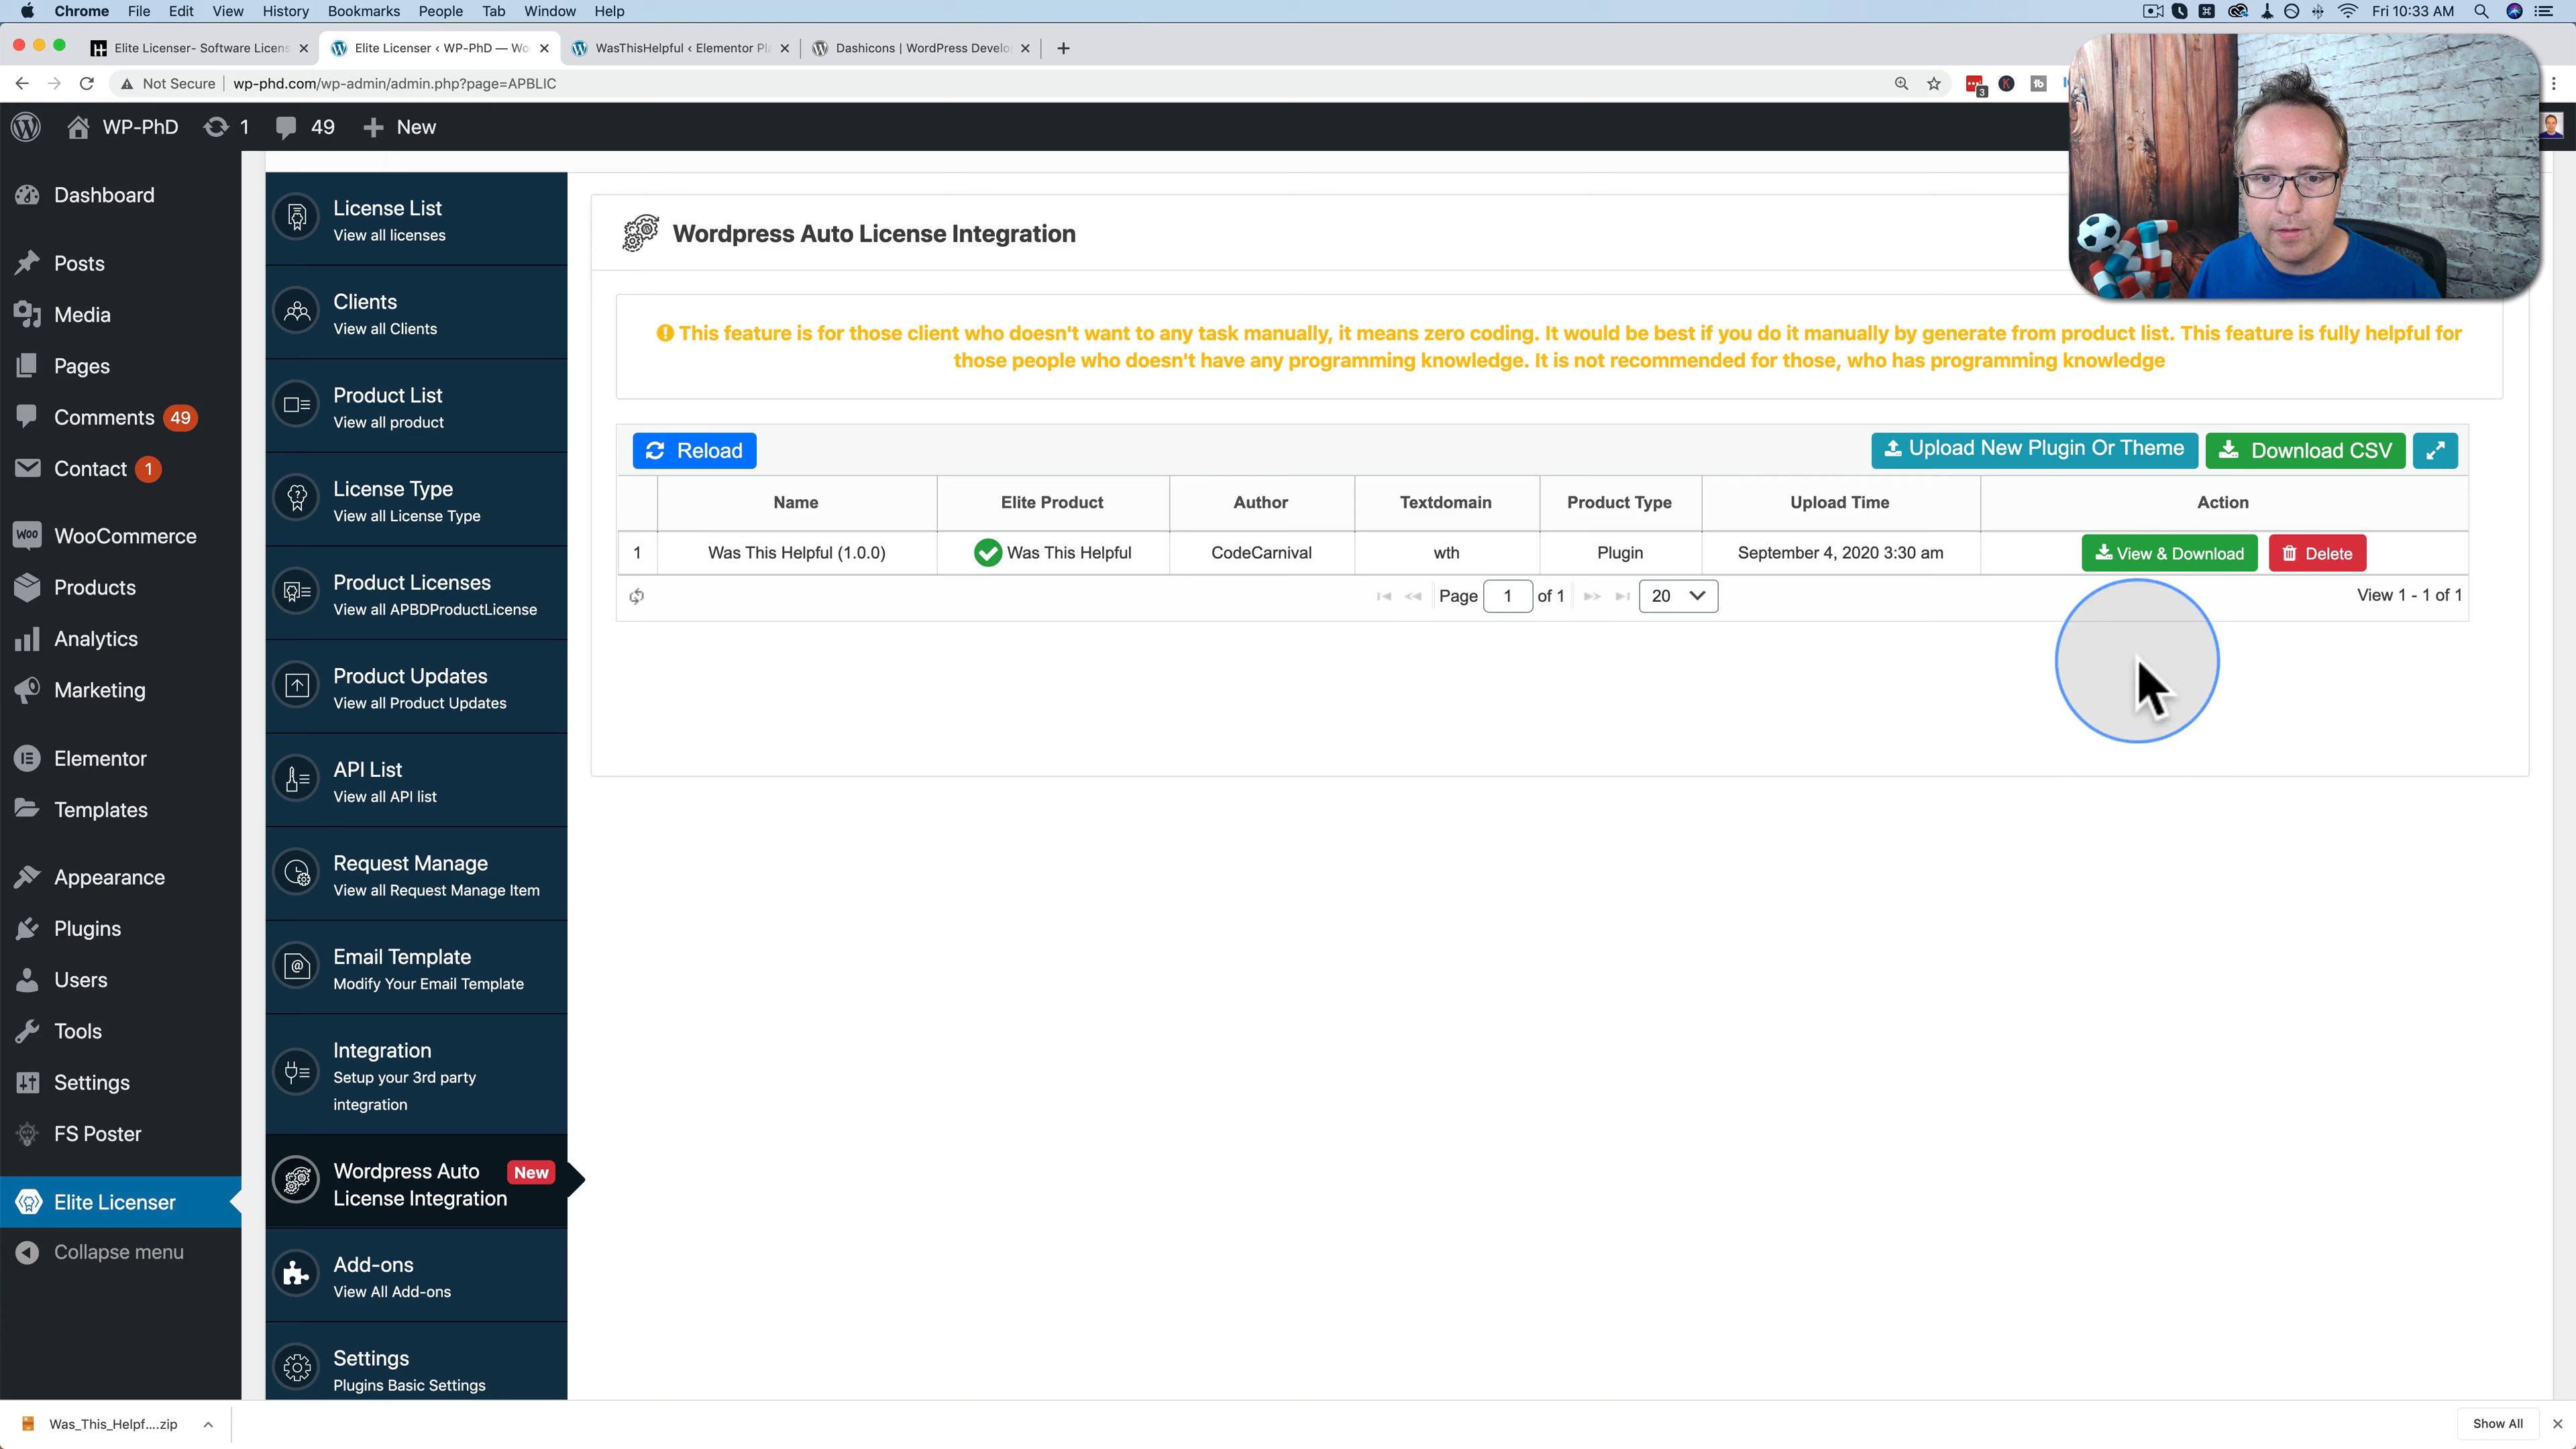 Chrome File Edit View History Bookmarks People Tab Window Help Fri 10:33 AM
Elite Licenser- Software Licens Elite Licenser ‹ WP-PhD — Wo WasThisHelpful ‹ Elementor Pla Dashicons | WordPress Develo
Not Secure wp-phd.com/wp-admin/admin.php?page=APBLIC 3 K tb
WP-PhD 1 49 New
Dashboard
Posts
Media
Pages
Comments 49
Contact 1
Woo WooCommerce
Products
Analytics
Marketing
Elementor
Templates
Appearance
Plugins
Users
Tools
Settings
FS Poster
Elite Licenser
Collapse menu
License List
View all licenses
Clients
View all Clients
Product List
View all product
License Type
View all License Type
Product Licenses
View all APBDProductLicense
Product Updates
View all Product Updates
API List
View all API list
Request Manage
View all Request Manage Item
Email Template
Modify Your Email Template
Integration
Setup your 3rd party
integration
Wordpress Auto New
License Integration
Add-ons
View All Add-ons
Settings
Plugins Basic Settings
Wordpress Auto License Integration
This feature is for those client who doesn't want to any task manually, it means zero coding. It would be best if you do it manually by generate from product list. This feature is fully helpful for
those people who doesn't have any programming knowledge. It is not recommended for those, who has programming knowledge
Reload Upload New Plugin Or Theme Download CSV
Name Elite Product Author Textdomain Product Type Upload Time Action
1 Was This Helpful (1.0.0) Was This Helpful CodeCarnival wth Plugin September 4, 2020 3:30 am View & Download Delete
Page 1 of 1 20 View 1 - 1 of 1
Was_This_Helpf....zip Show All